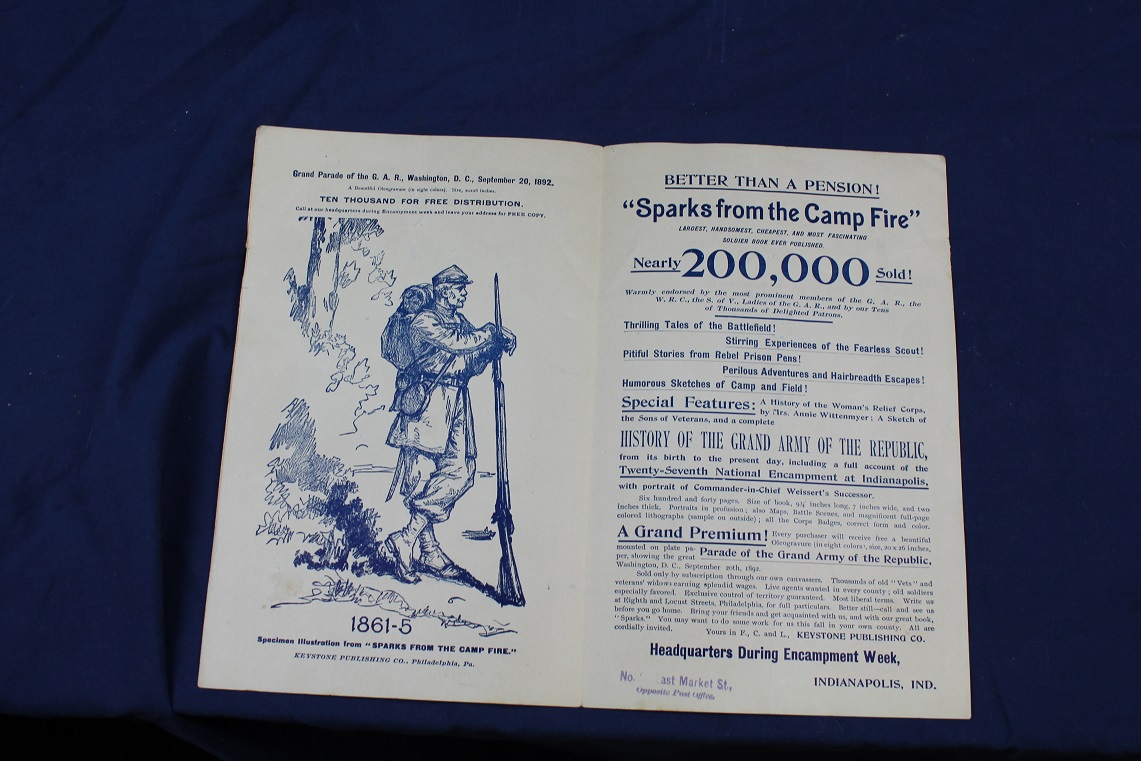 Grand Parade of the G. A. R., Washington, D. C., September 20, 1892.
A Beautiful Oleogravure (in eight colors). Size, 20x26 inches.
TEN THOUSAND FOR FREE DISTRIBUTION.
Call at our headquarters during Encampment week and leave your address for FREE COPY.
1861-5
Specimen Illustration from "SPARKS FROM THE CAMP FIRE."
KEYSTONE PUBLISHING CO., Philadelphia, Pa.
BETTER THAN A PENSION!
"Sparks from the Camp Fire"
LARGEST, HANDSOMEST, CHEAPEST, AND MOST FASCINATING
SOLDIER BOOK EVER PUBLISHED.
Nearly 200,000 Sold!
Warmly endorsed by the most prominent members of the G. A. R., the
W. R. C., the S. of V., Ladies of the G. A. R., and by our Tens
of Thousands of Delighted Patrons.
Thrilling Tales of the Battlefield!
Stirring Experiences of the Fearless Scout!
Pitiful Stories from Rebel Prison Pens!
Perilous Adventures and Hairbreadth Escapes!
Humorous Sketches of Camp and Field!
Special Features: A History of the Woman's Relief Corps,
by Mrs. Annie Wittenmyer; A Sketch of
the Sons of Veterans, and a complete
HISTORY OF THE GRAND ARMY OF THE REPUBLIC,
from its birth to the present day, including a full account of the
Twenty-Seventh National Encampment at Indianapolis,
with portrait of Commander-in-Chief Weissert's Successor.
Six hundred and forty pages. Size of book, 9¼ inches long, 7 inches wide, and two
inches thick. Portraits in profusion; also Maps, Battle Scenes, and magnificent full-page
colored lithographs (sample on outside); all the Corps Badges, correct form and color.
A Grand Premium! Every purchaser will receive free a beautiful
Oleogravure (in eight colors), size, 20 x 26 inches,
mounted on plate pa-
per, showing the great Parade of the Grand Army of the Republic,
Washington, D. C., September 20th, 1892.
Sold only by subscription through our own canvassers. Thousands of old "Vets" and
veterans' widows earning splendid wages. Live agents wanted in every county; old soldiers
especially favored. Exclusive control of territory guaranteed. Most liberal terms. Write us
at Eighth and Locust Streets, Philadelphia, for full particulars. Better still—call and see us
before you go home. Bring your friends and get acquainted with us, and with our great book,
"Sparks." You may want to do some work for us this fall in your own county. All are
cordially invited. Yours in F., C. and L., KEYSTONE PUBLISHING CO.
Headquarters During Encampment Week,
No. ast Market St.,
Opposite Post Office.
INDIANAPOLIS, IND.